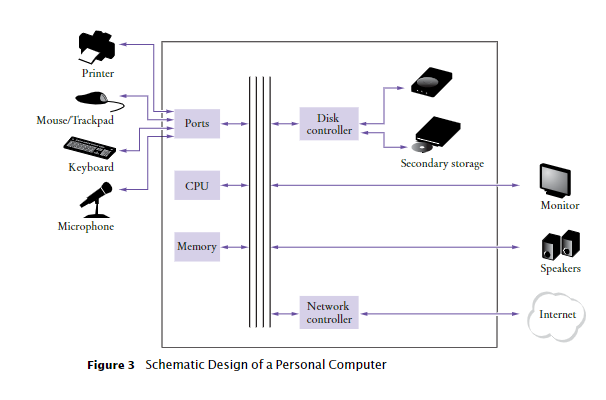 Printer
Mouse/Trackpad
Keyboard
Microphone
Ports
CPU
Memory
Disk
controller
Secondary storage
Monitor
Speakers
Network
controller
Internet
Figure 3 Schematic Design of a Personal Computer